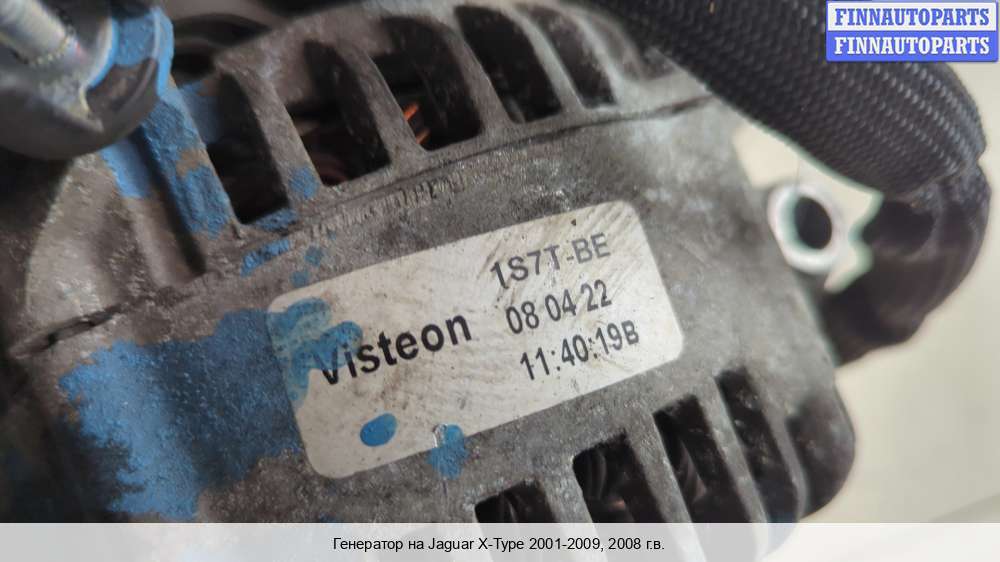 FINNAUTOPARTS
FINNAUTOPARTS
1S7T-BE
Visteon 08 04 22
11:40:19B
Генератор на Jaguar X-Type 2001-2009, 2008 г.в.